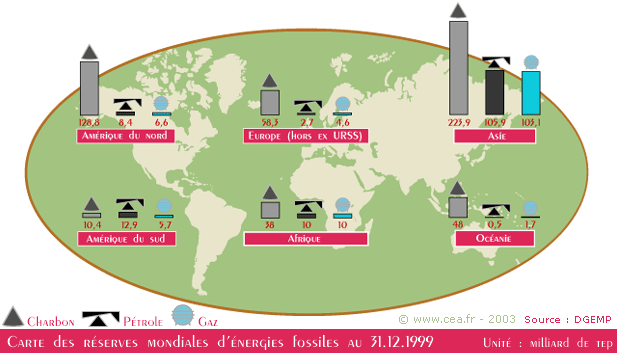 128,8 8,4 6,6
Amérique du nord
58,3 2,7 4,6
Europe (hors ex URSS)
223,9 105,9 103,1
Asie
10,4 12,9 5,7
Amérique du sud
38 10 10
Afrique
48 0,5 1,7
Océanie
Charbon Pétrole Gaz
© www.cea.fr - 2003 Source : DGEMP
Carte des réserves mondiales d'énergies fossiles au 31.12.1999 Unité : milliard de tep